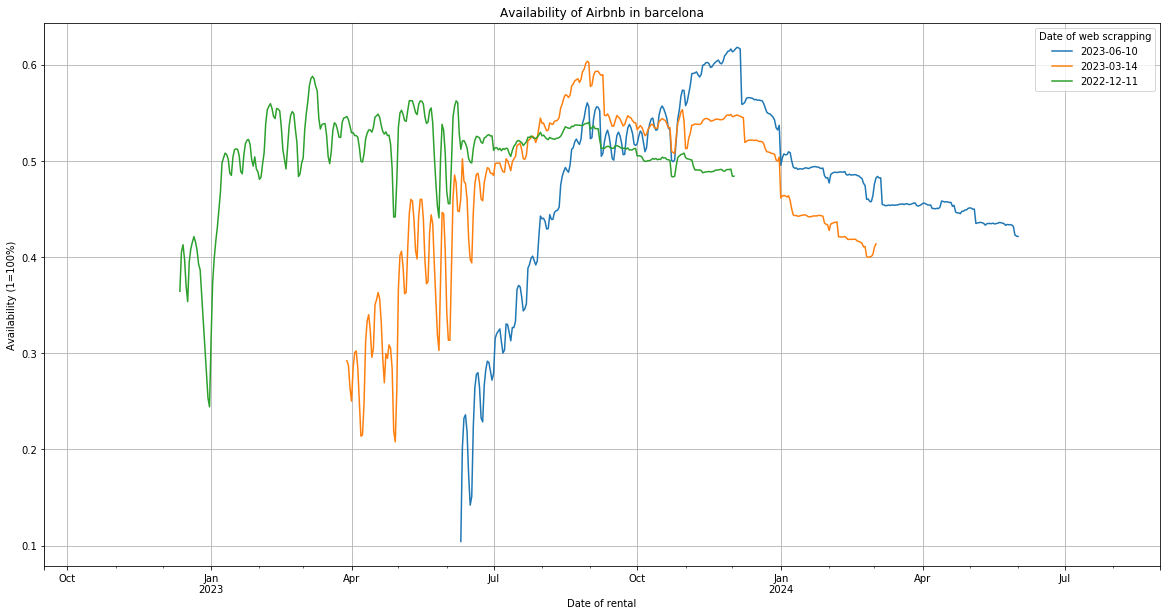 Availability of Airbnb in barcelona
Date of web scrapping
2023-06-10
2023-03-14
2022-12-11
Availability (1=100%)
0.6
0.5
0.4
0.3
0.2
0.1
Oct Jan Apr Jul Oct Jan Apr Jul
2023 2024
Date of rental